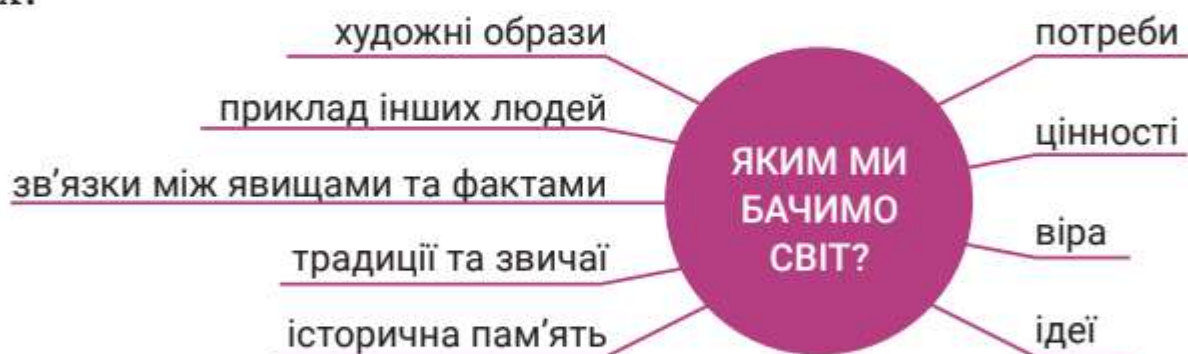 художні образи
приклад інших людей
зв’язки між явищами та фактами
традиції та звичаї
історична пам’ять
ЯКИМ МИ
БАЧИМО
СВІТ?
потреби
цінності
віра
ідеї